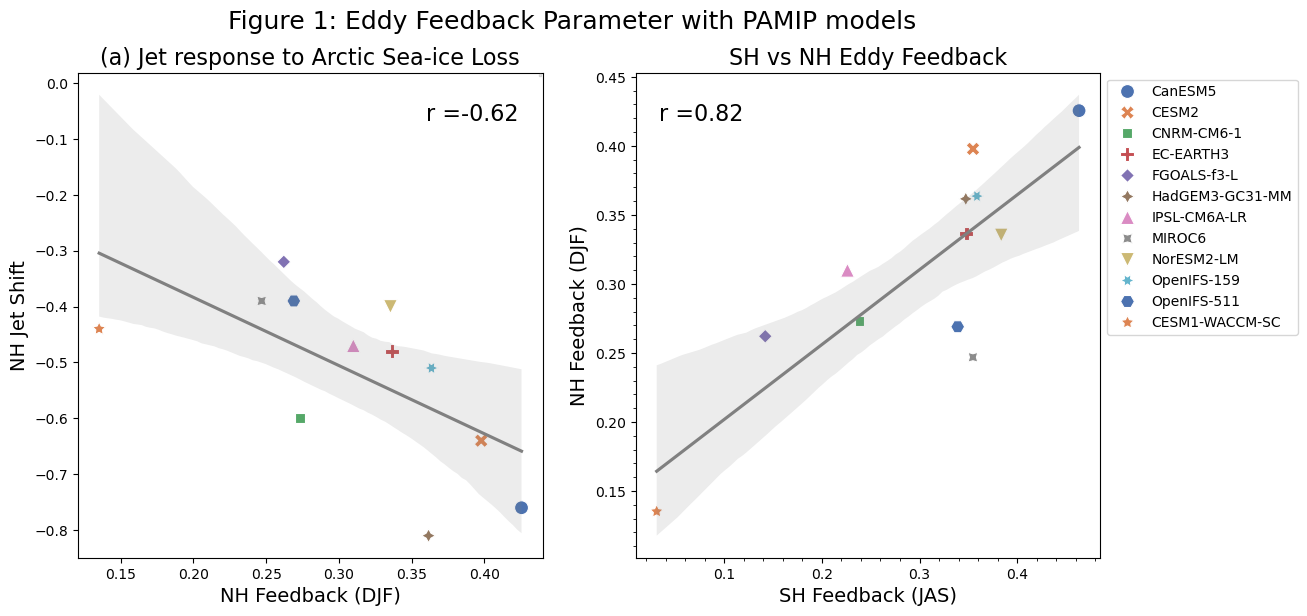 Figure 1: Eddy Feedback Parameter with PAMIP models
(a) Jet response to Arctic Sea-ice Loss
r =-0.62
NH Jet Shift
0.0
−0.1
−0.2
−0.3
−0.4
−0.5
−0.6
−0.7
−0.8
0.15
0.20
0.25
0.30
0.35
0.40
NH Feedback (DJF)
SH vs NH Eddy Feedback
r =0.82
NH Feedback (DJF)
0.45
0.40
0.35
0.30
0.25
0.20
0.15
0.1
0.2
0.3
0.4
SH Feedback (JAS)
CanESM5
CESM2
CNRM-CM6-1
EC-EARTH3
FGOALS-f3-L
HadGEM3-GC31-MM
IPSL-CM6A-LR
MIROC6
NorESM2-LM
OpenIFS-159
OpenIFS-511
CESM1-WACCM-SC